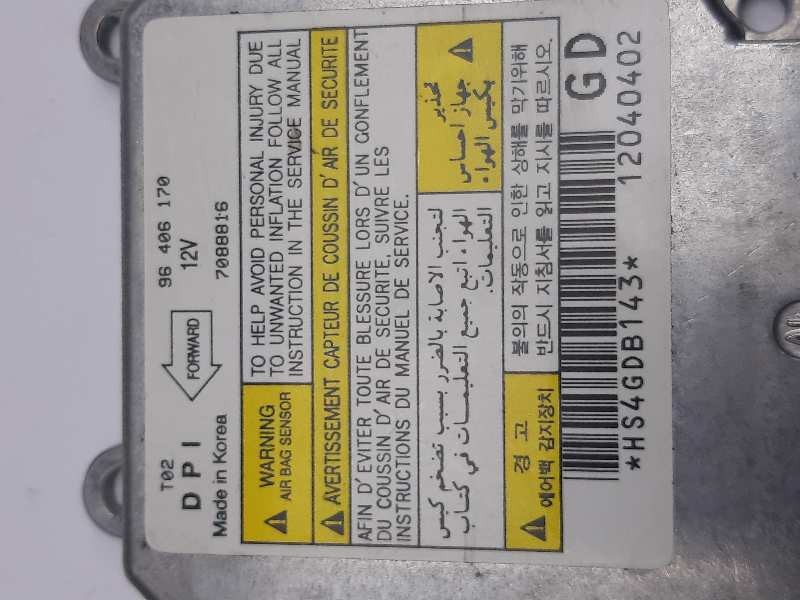 T02
D P I
Made in Korea
FORWARD
96 406 170
12V
7088816
WARNING
AIR BAG SENSOR
TO HELP AVOID PERSONAL INJURY DUE
TO UNWANTED INFLATION FOLLOW ALL
INSTRUCTION IN THE SERVICE MANUAL
AVERTISSEMENT CAPTEUR DE COUSSIN D'AIR DE SECURITE
AFIN D'EVITER TOUTE BLESSURE LORS D'UN GONFLEMENT
DU COUSSIN D'AIR DE SECURITE, SUIVRE LES
INSTRUCTIONS DU MANUEL DE SERVICE.
تحذير
جهاز احساس
بكيس الهواء
لتجنب الاصابة بالضرر بسبب تضخم كيس
الهواء، اتبع جميع التعليمات في كتاب
التعليمات.
경 고
에어백 감지장치
불의의 작동으로 인한 상해를 막기위해
반드시 지침서를 읽고 지시를 따르시오.
GD
*HS4GDB143*
12040402